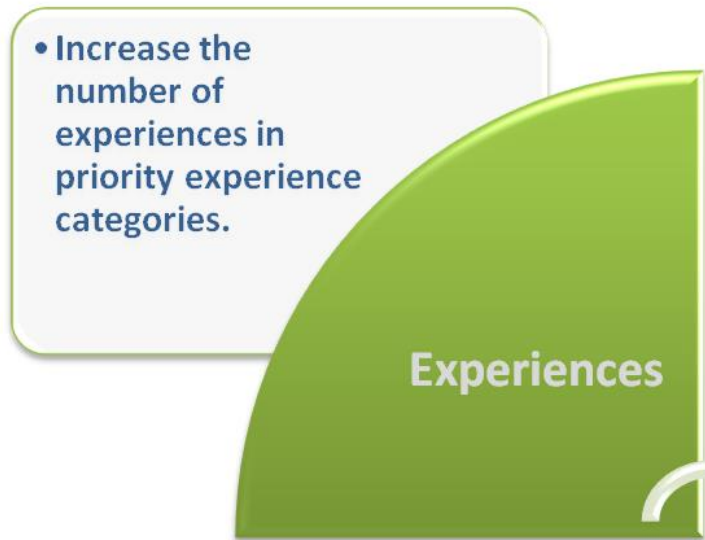 • Increase the
number of
experiences in
priority experience
categories.
Experiences